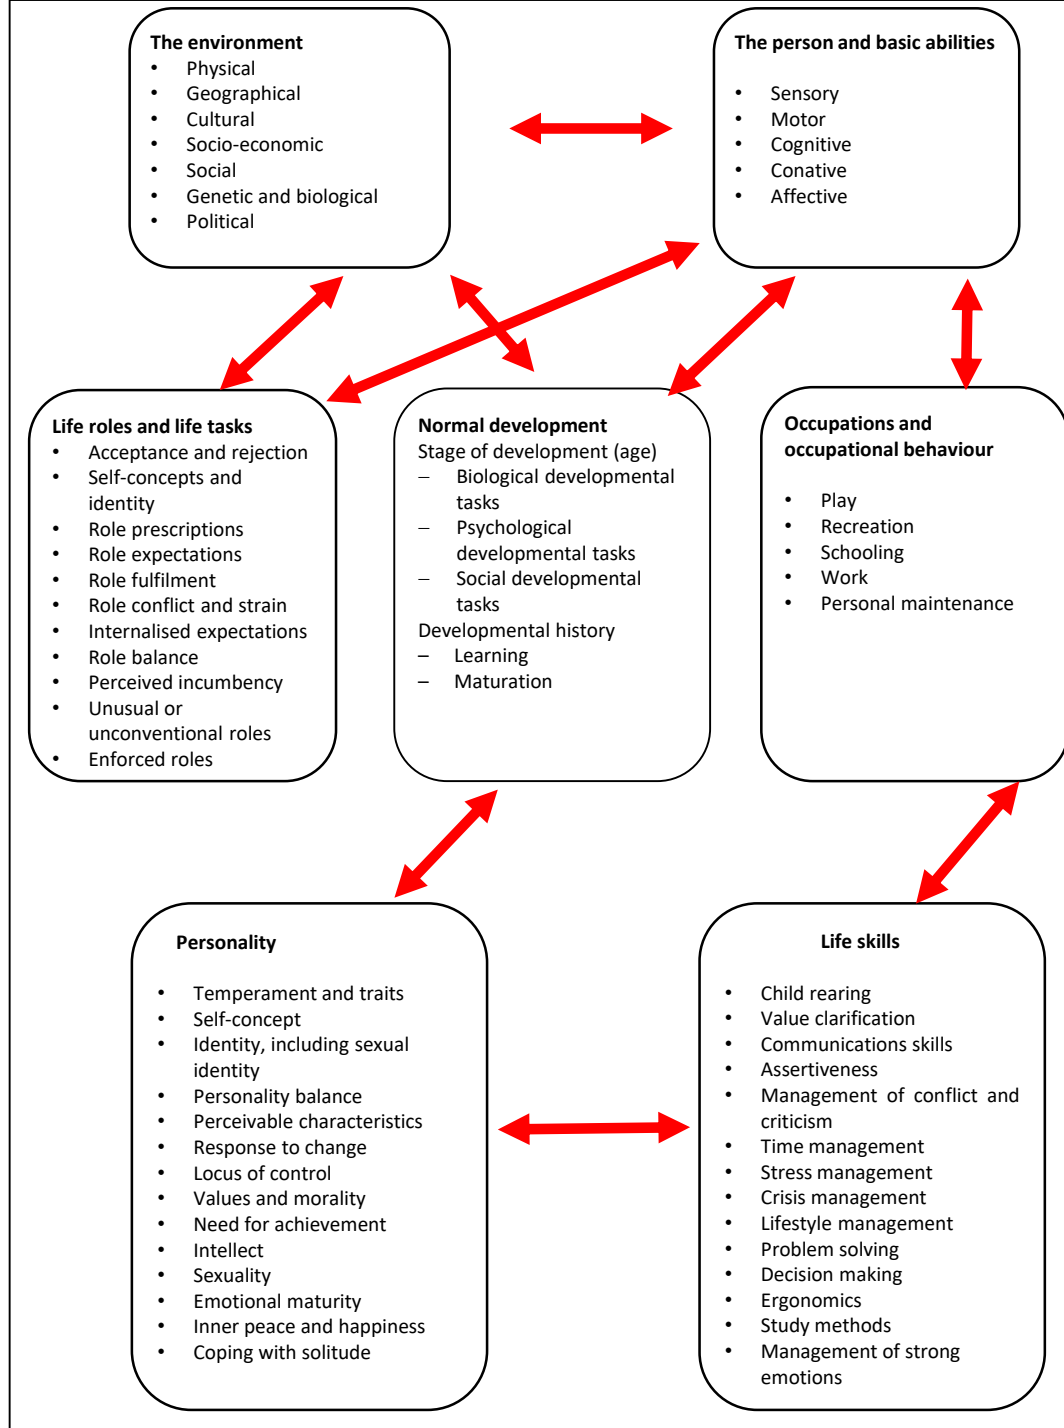 The environment
• Physical
• Geographical
• Cultural
• Socio-economic
• Social
• Genetic and biological
• Political
The person and basic abilities
• Sensory
• Motor
• Cognitive
• Conative
• Affective
Life roles and life tasks
• Acceptance and rejection
• Self-concepts and
identity
• Role prescriptions
• Role expectations
• Role fulfilment
• Role conflict and strain
• Internalised expectations
• Role balance
• Perceived incumbency
• Unusual or
unconventional roles
• Enforced roles
Normal development
Stage of development (age)
– Biological developmental
tasks
– Psychological
developmental tasks
– Social developmental
tasks
Developmental history
– Learning
– Maturation
Occupations and
occupational behaviour
• Play
• Recreation
• Schooling
• Work
• Personal maintenance
Personality
• Temperament and traits
• Self-concept
• Identity, including sexual
identity
• Personality balance
• Perceivable characteristics
• Response to change
• Locus of control
• Values and morality
• Need for achievement
• Intellect
• Sexuality
• Emotional maturity
• Inner peace and happiness
• Coping with solitude
Life skills
• Child rearing
• Value clarification
• Communications skills
• Assertiveness
• Management of conflict and
criticism
• Time management
• Stress management
• Crisis management
• Lifestyle management
• Problem solving
• Decision making
• Ergonomics
• Study methods
• Management of strong
emotions